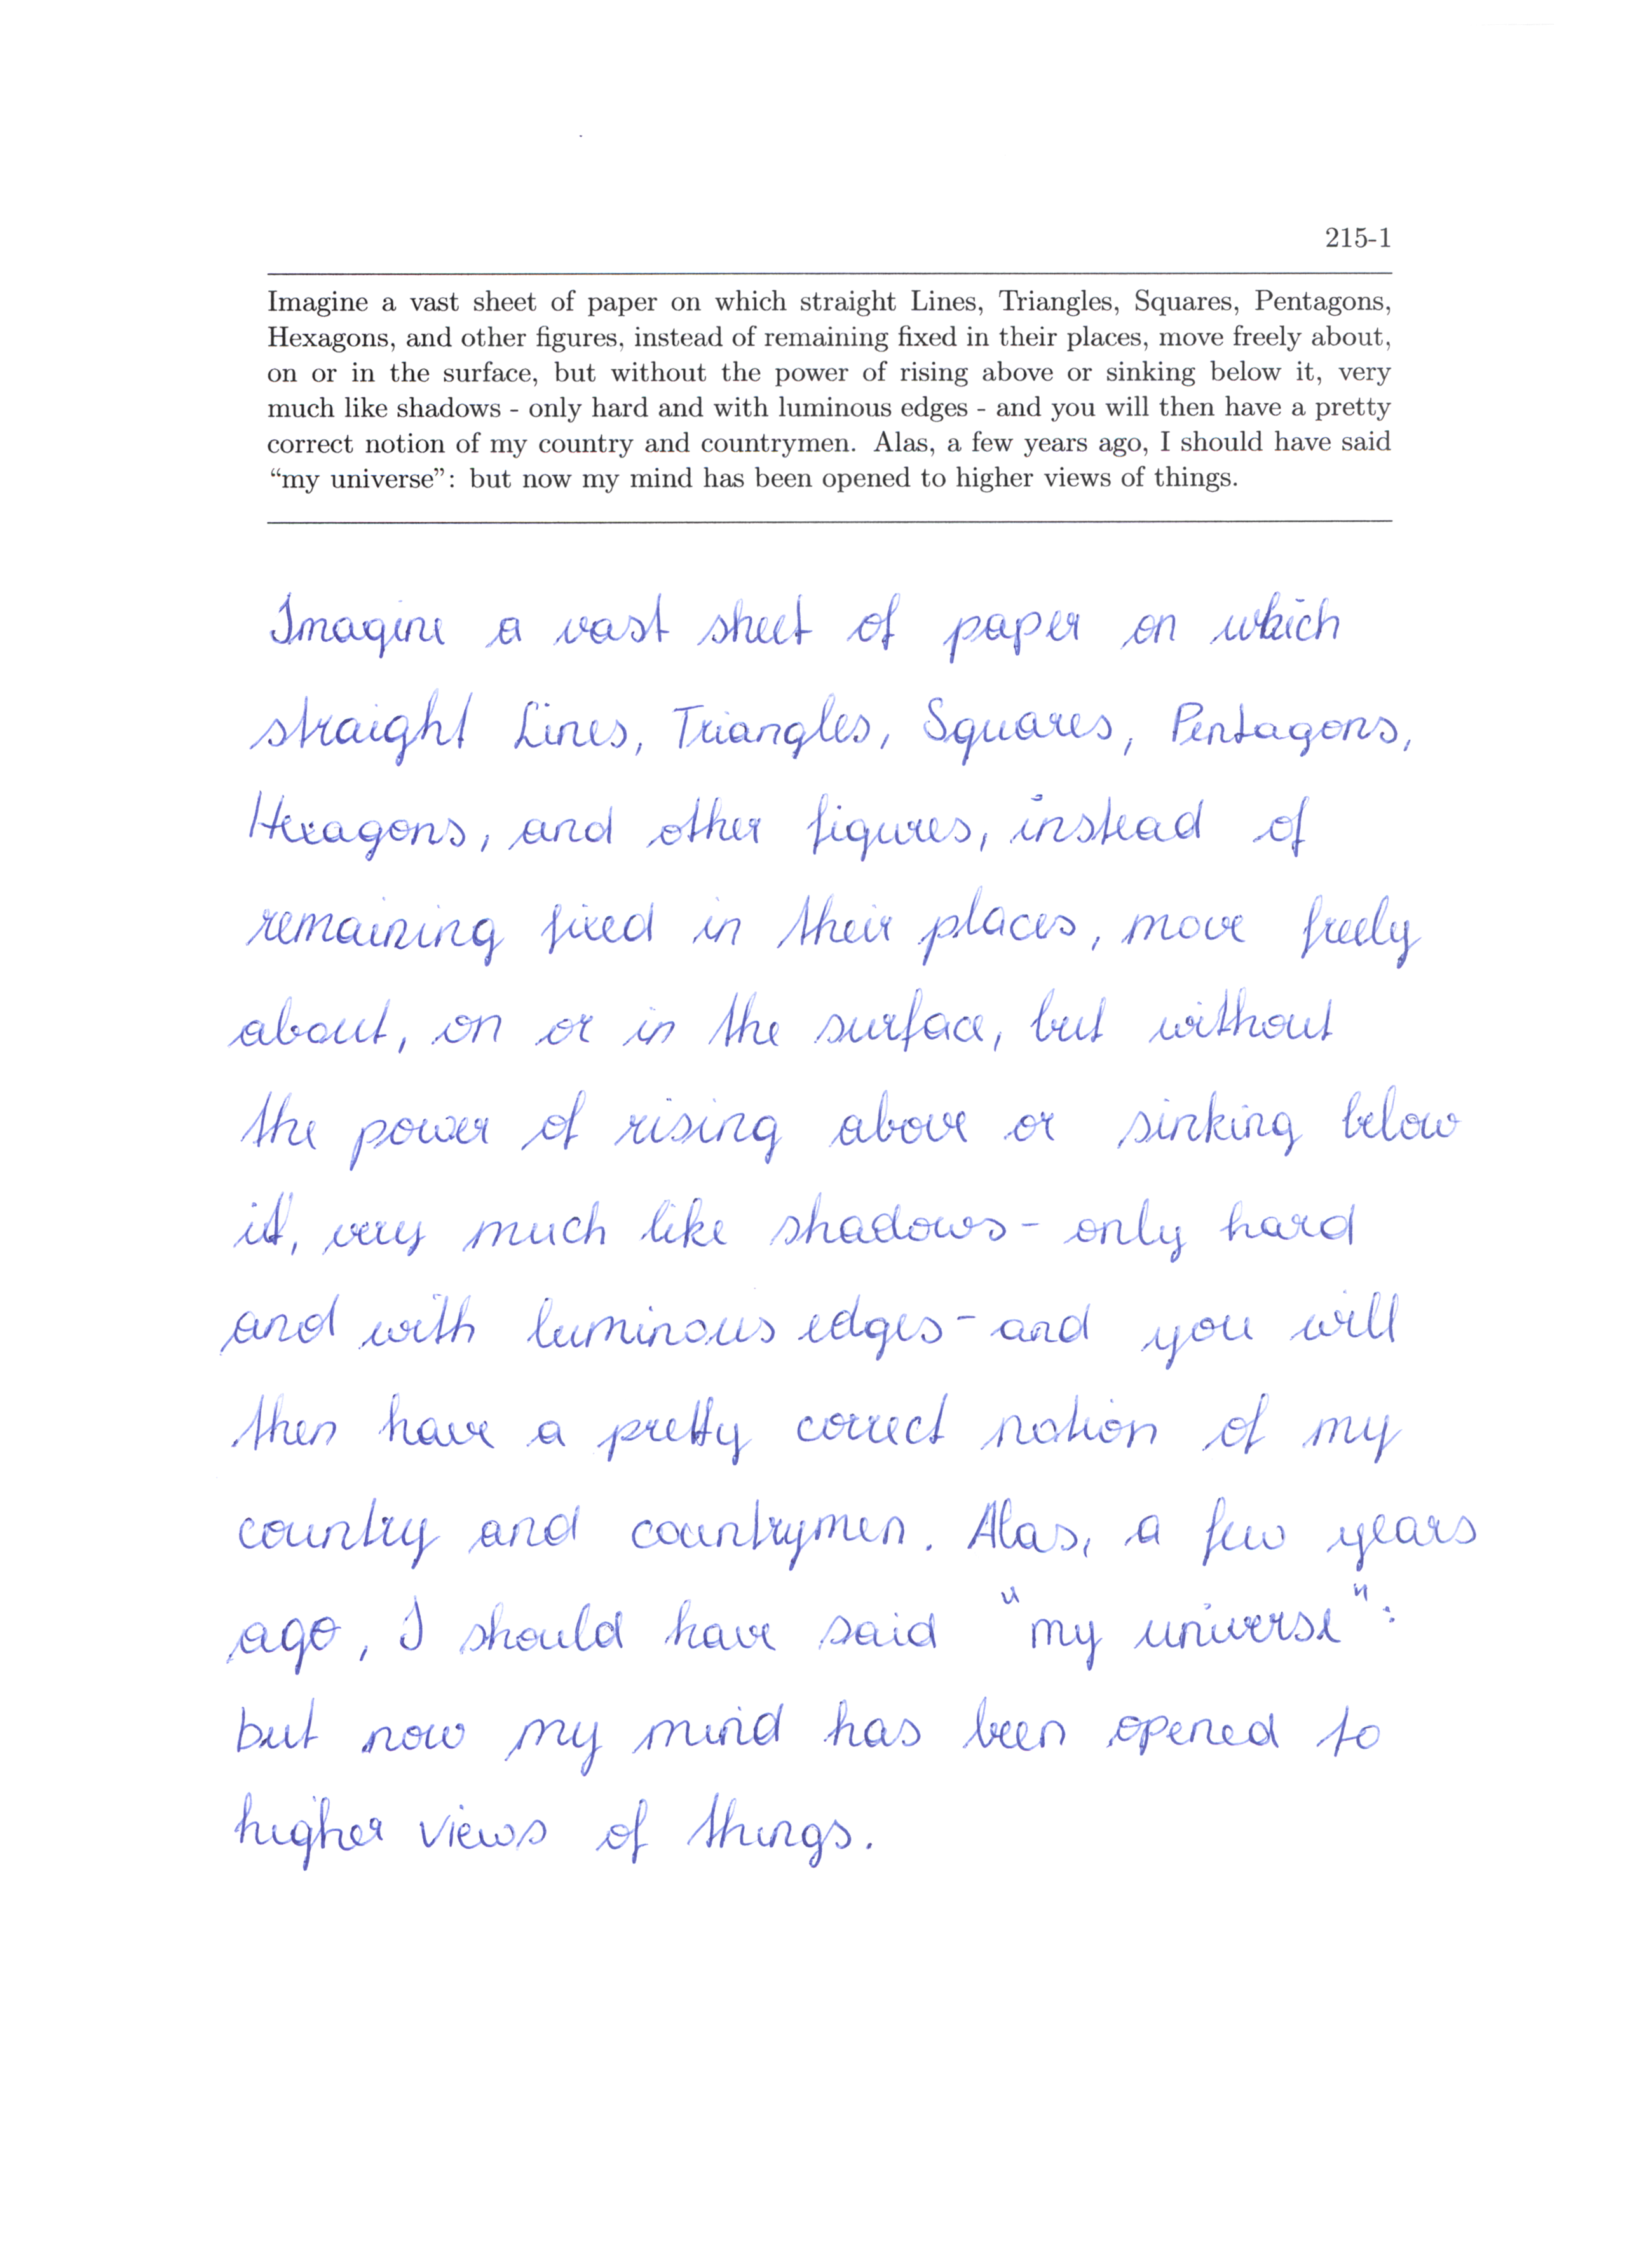 215-1
Imagine a vast sheet of paper on which straight Lines, Triangles, Squares, Pentagons,
Hexagons, and other figures, instead of remaining fixed in their places, move freely about,
on or in the surface, but without the power of rising above or sinking below it, very
much like shadows - only hard and with luminous edges - and you will then have a pretty
correct notion of my country and countrymen. Alas, a few years ago, I should have said
“my universe”: but now my mind has been opened to higher views of things.
Imagine a vast sheet of paper on which
straight Lines, Triangles, Squares, Pentagons,
Hexagons, and other figures, instead of
remaining fixed in their places, move freely
about, on or in the surface, but without
the power of rising above or sinking below
it, very much like shadows - only hard
and with luminous edges - and you will
then have a pretty correct notion of my
country and countrymen. Alas, a few years
ago, I should have said "my universe":
but now my mind has been opened to
higher views of things.